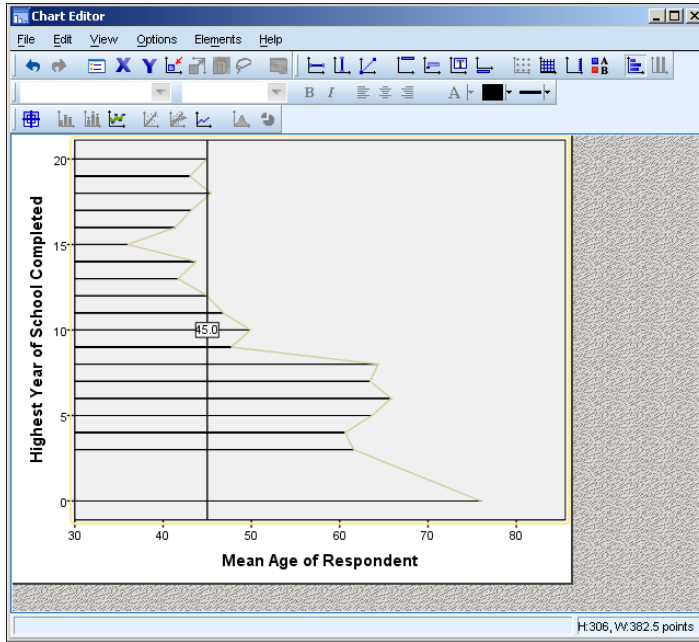 Chart Editor
File Edit View Options Elements Help
B I A
A
B
20
15
10
5
0
45.0
30 40 50 60 70 80
Highest Year of School Completed
Mean Age of Respondent
H:306, W:382.5 points